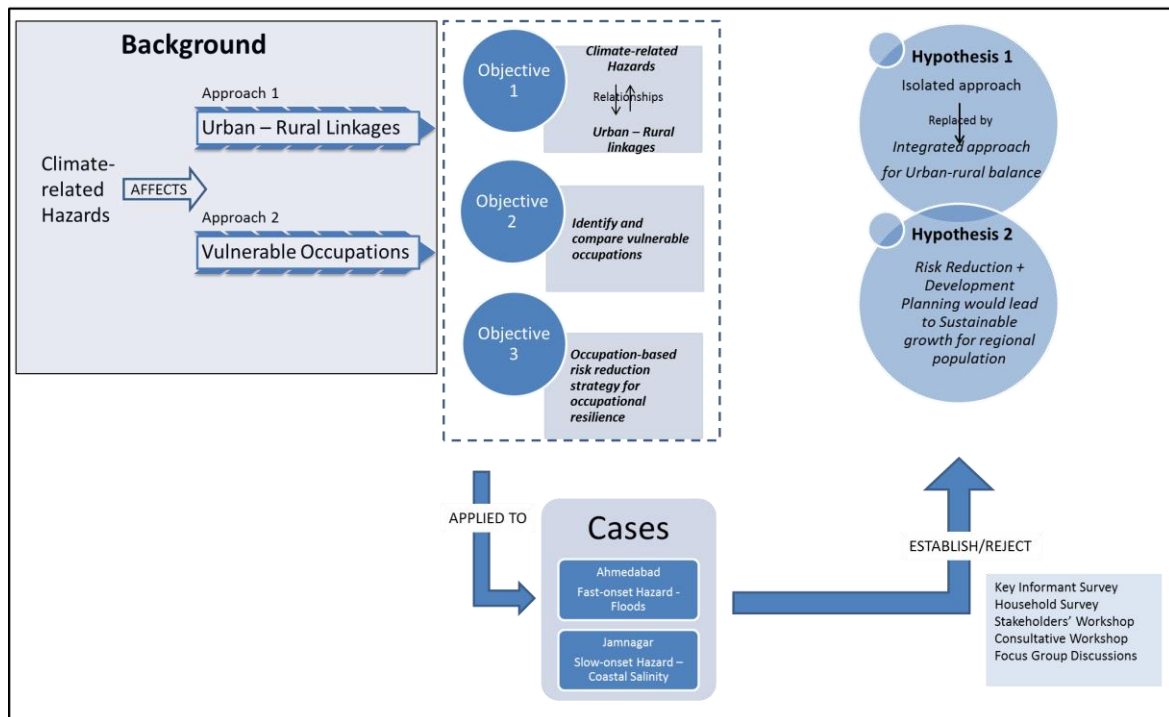 Background
Approach 1
Urban – Rural Linkages
Climate-
related
Hazards
AFFECTS
Approach 2
Vulnerable Occupations
Objective
1
Climate-related
Hazards
Relationships
Urban – Rural
linkages
Objective
2
Identify and
compare vulnerable
occupations
Objective
3
Occupation-based
risk reduction
strategy for
occupational
resilience
Hypothesis 1
Isolated approach
Replaced by
Integrated approach
for Urban-rural balance
Hypothesis 2
Risk Reduction +
Development
Planning would lead
to Sustainable
growth for regional
population
APPLIED TO
Cases
Ahmedabad
Fast-onset Hazard -
Floods
Jamnagar
Slow-onset Hazard –
Coastal Salinity
ESTABLISH/REJECT
Key Informant Survey
Household Survey
Stakeholders' Workshop
Consultative Workshop
Focus Group Discussions